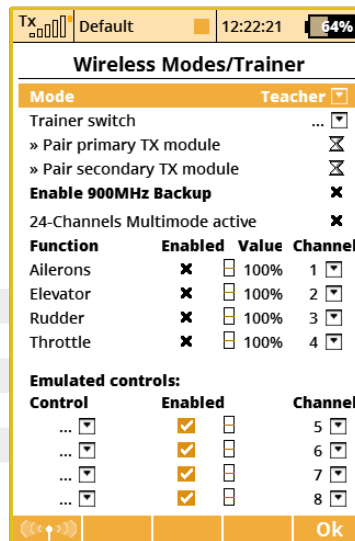 Tx Default 12:22:21 64%
Wireless Modes/Trainer
Mode Teacher
Trainer switch ...
» Pair primary TX module
» Pair secondary TX module
Enable 900MHz Backup
24-Channels Multimode active
Function Enabled Value Channel
Ailerons 100% 1
Elevator 100% 2
Rudder 100% 3
Throttle 100% 4
Emulated controls:
Control Enabled Channel
... 5
... 6
... 7
... 8
Ok